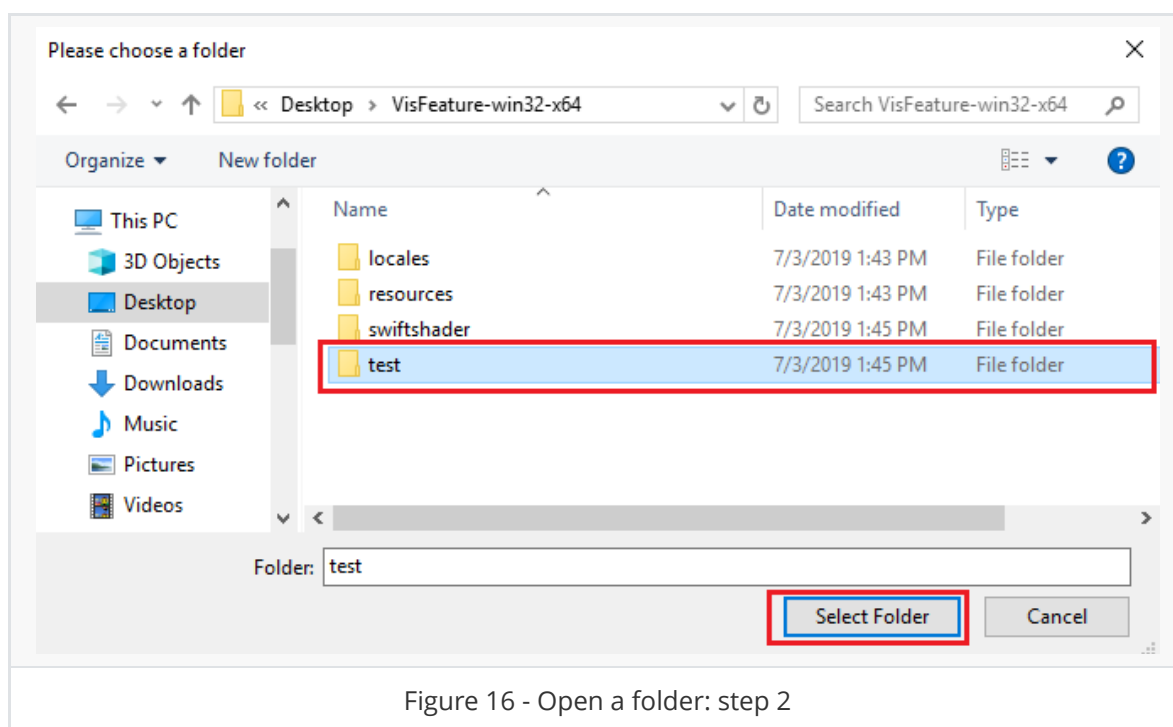 Please choose a folder
« Desktop > VisFeature-win32-x64
Search VisFeature-win32-x64
Organize
New folder
?
Name
Date modified
Type
This PC
3D Objects
Desktop
Documents
Downloads
Music
Pictures
Videos
locales 7/3/2019 1:43 PM File folder
resources 7/3/2019 1:43 PM File folder
swiftshader 7/3/2019 1:45 PM File folder
test 7/3/2019 1:45 PM File folder
Folder: test
Select Folder
Cancel
Figure 16 - Open a folder: step 2